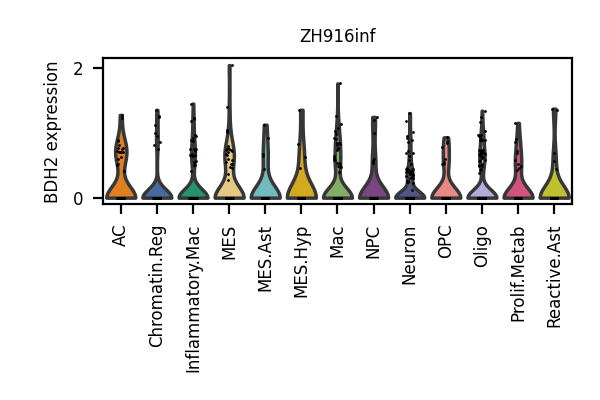 ZH916inf
BDH2 expression
2
0
AC
Chromatin.Reg
Inflammatory.Mac
MES
MES.Ast
MES.Hyp
Mac
NPC
Neuron
OPC
Oligo
Prolif.Metab
Reactive.Ast